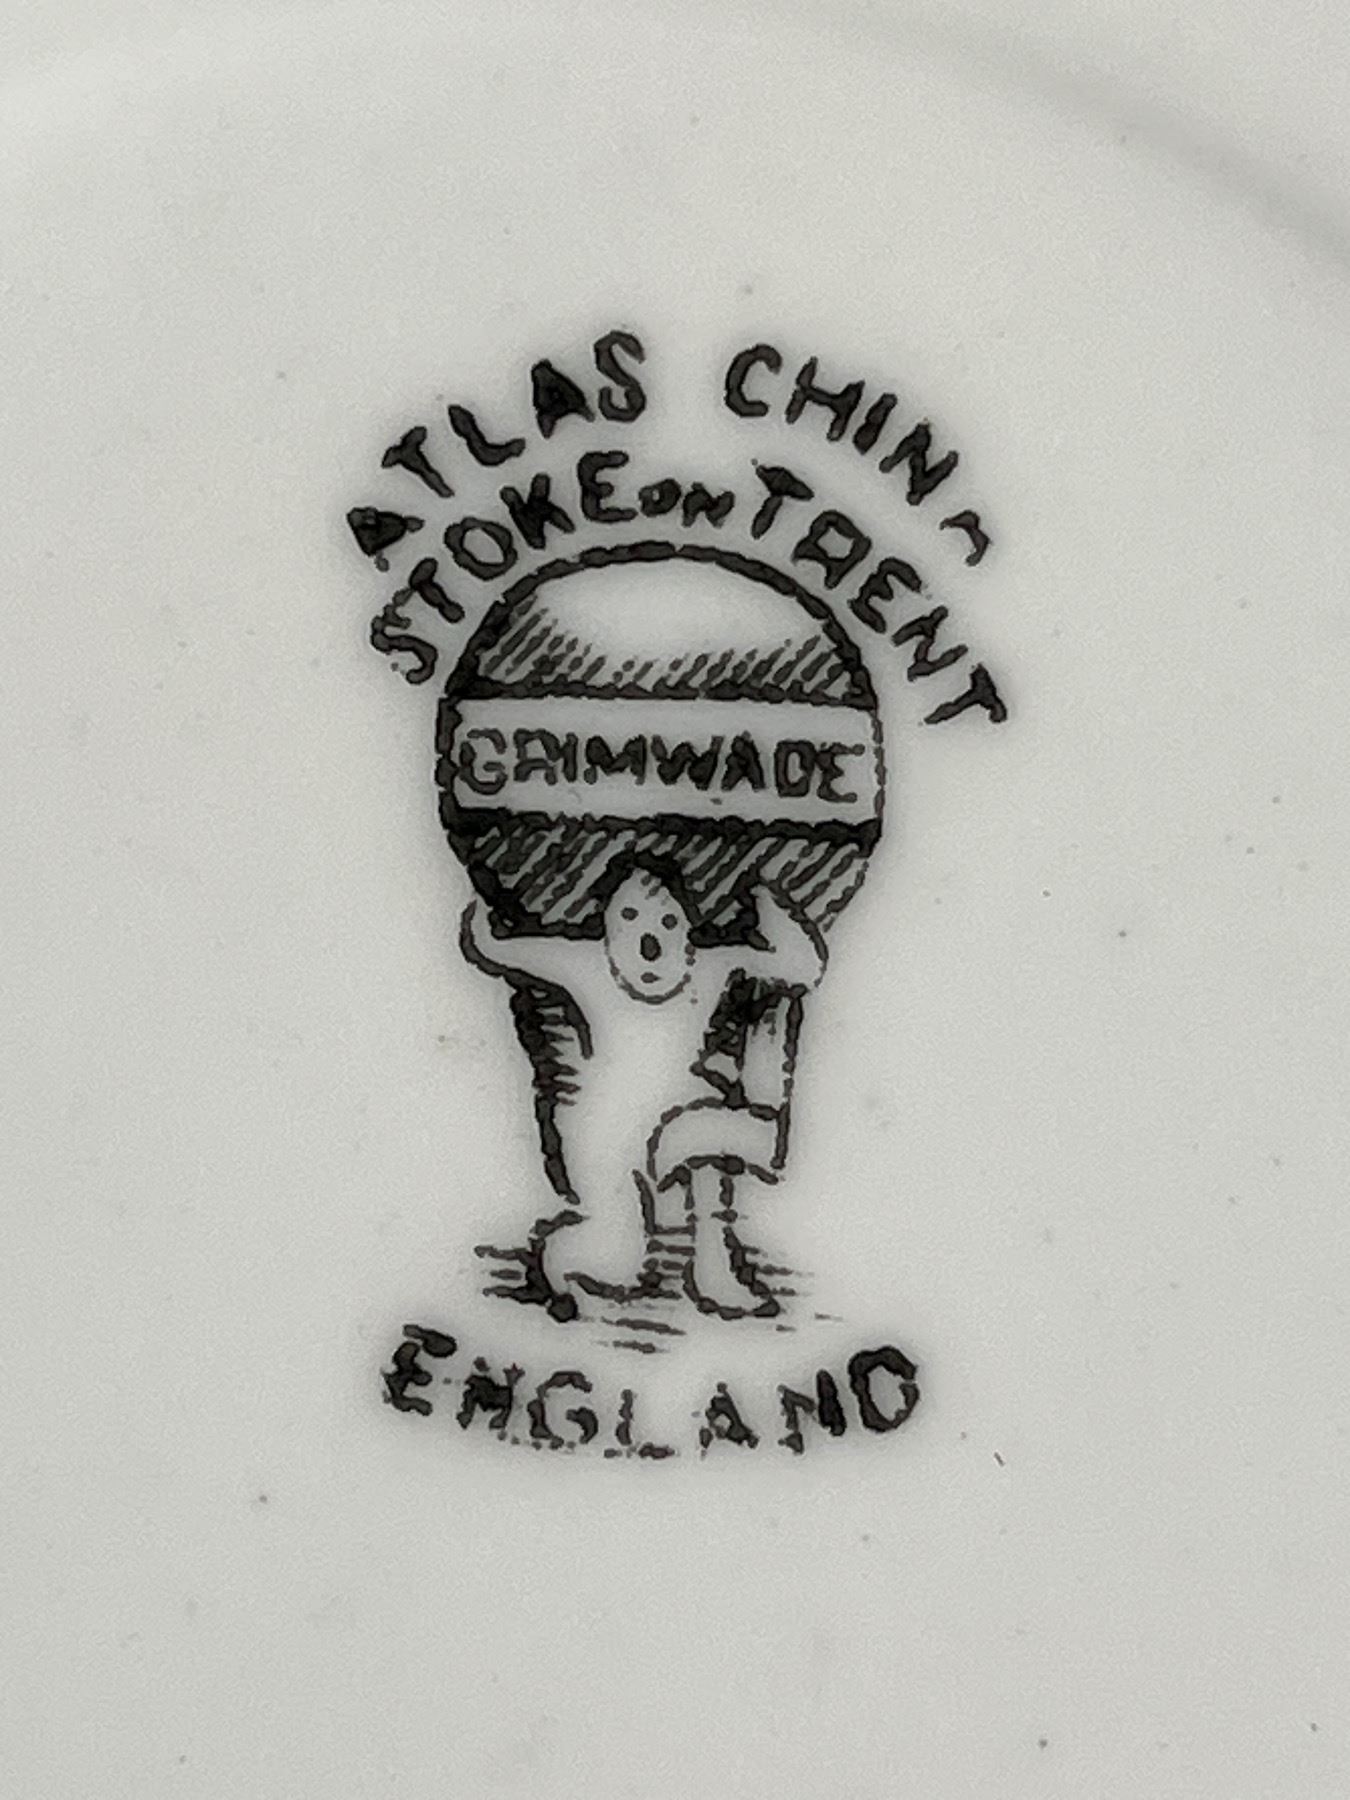 ATLAS CHINA
STOKE ON TRENT
GRIMWADE
ENGLAND